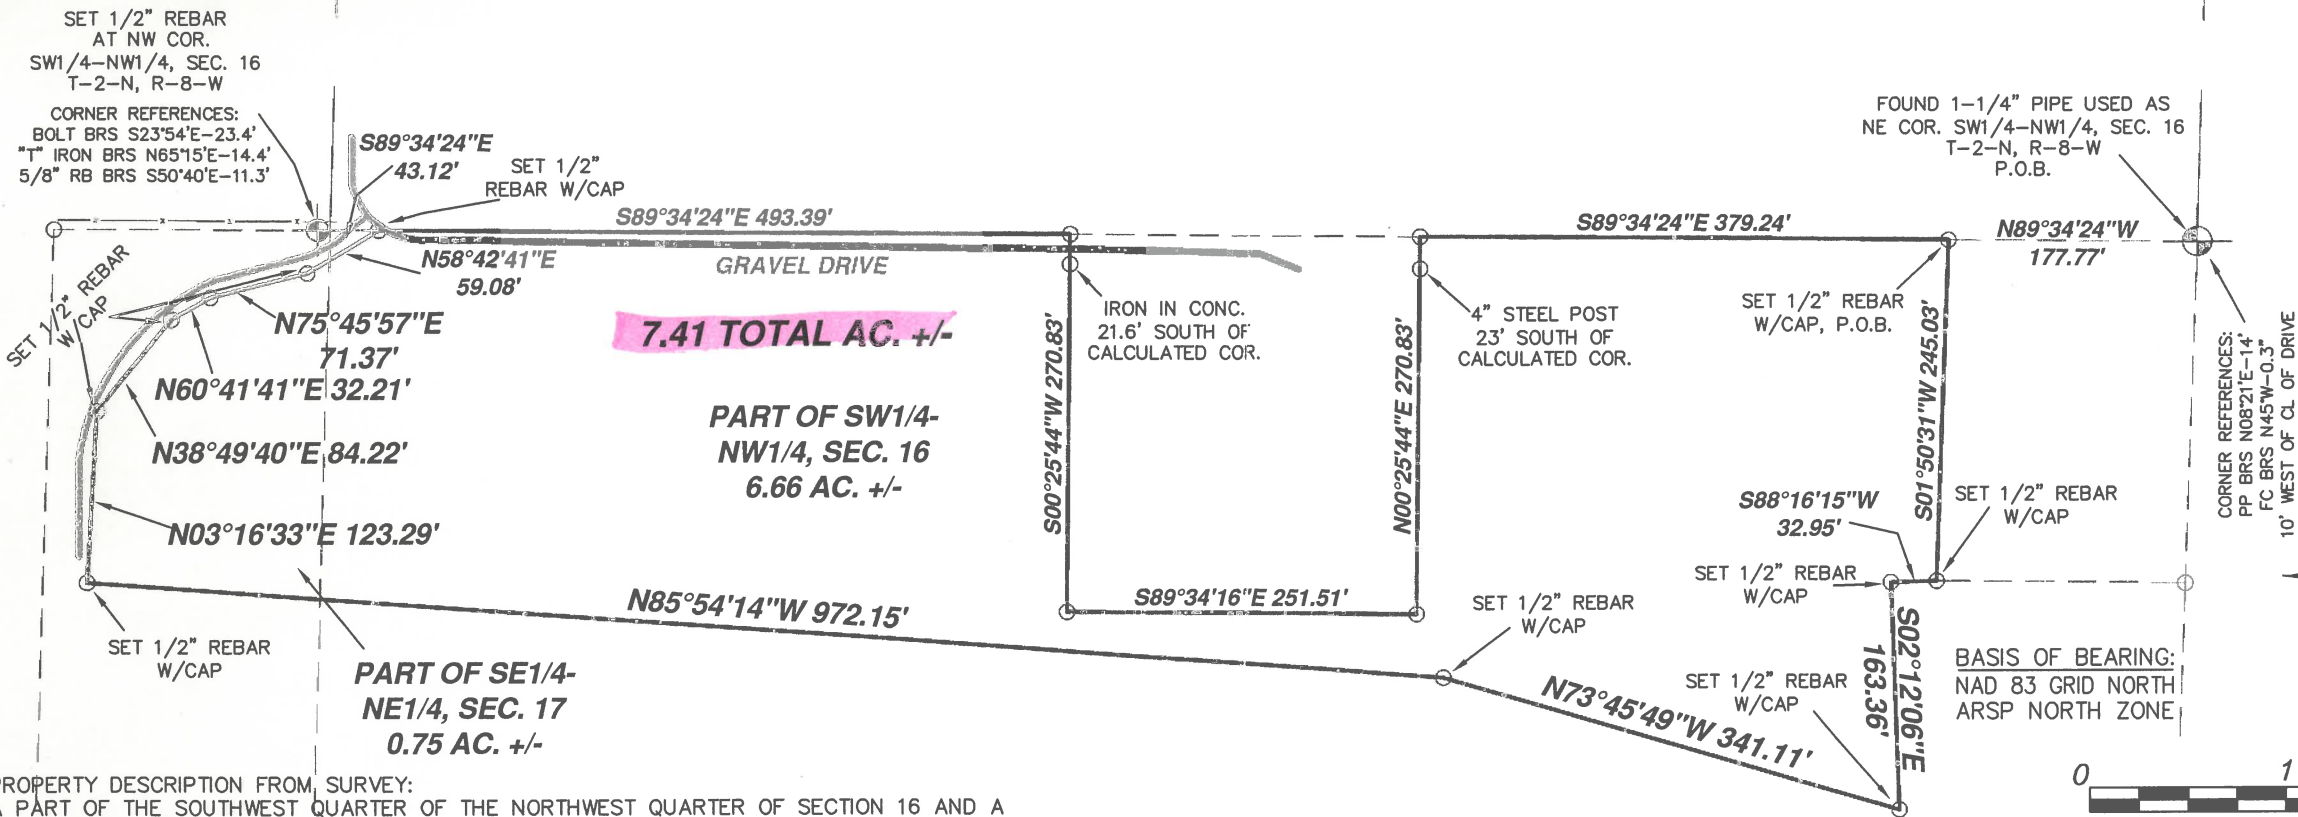 SET 1/2" REBAR
AT NW COR.
SW1/4-NW1/4, SEC. 16
T-2-N, R-8-W
CORNER REFERENCES:
BOLT BRS S23°54'E-23.4'
"T" IRON BRS N65°15'E-14.4'
5/8" RB BRS S50°40'E-11.3'
S89°34'24"E
43.12'
SET 1/2"
REBAR W/CAP
S89°34'24"E 493.39'
GRAVEL DRIVE
N58°42'41"E
59.08'
SET 1/2" REBAR
W/CAP
N75°45'57"E
71.37'
N60°41'41"E 32.21'
N38°49'40"E 84.22'
N03°16'33"E 123.29'
7.41 TOTAL AC. +/-
PART OF SW1/4-
NW1/4, SEC. 16
6.66 AC. +/-
S00°25'44"W 270.83'
IRON IN CONC.
21.6' SOUTH OF
CALCULATED COR.
N00°25'44"E 270.83'
S89°34'16"E 251.51'
4" STEEL POST
23' SOUTH OF
CALCULATED COR.
S89°34'24"E 379.24'
SET 1/2" REBAR
W/CAP, P.O.B.
S01°50'31"W 245.03'
N89°34'24"W
177.77'
FOUND 1-1/4" PIPE USED AS
NE COR. SW1/4-NW1/4, SEC. 16
T-2-N, R-8-W
P.O.B.
CORNER REFERENCES:
PP BRS N08°21'E-14'
FC BRS N45°W-0.3"
10' WEST OF CL OF DRIVE
S88°16'15"W
32.95'
SET 1/2" REBAR
W/CAP
SET 1/2" REBAR
W/CAP
S02°12'06"E
163.36'
BASIS OF BEARING:
NAD 83 GRID NORTH
ARSP NORTH ZONE
SET 1/2" REBAR
W/CAP
SET 1/2" REBAR
W/CAP
N73°45'49"W 341.11'
N85°54'14"W 972.15'
SET 1/2" REBAR
W/CAP
PART OF SE1/4-
NE1/4, SEC. 17
0.75 AC. +/-
0 1
PROPERTY DESCRIPTION FROM SURVEY:
A PART OF THE SOUTHWEST QUARTER OF THE NORTHWEST QUARTER OF SECTION 16 AND A